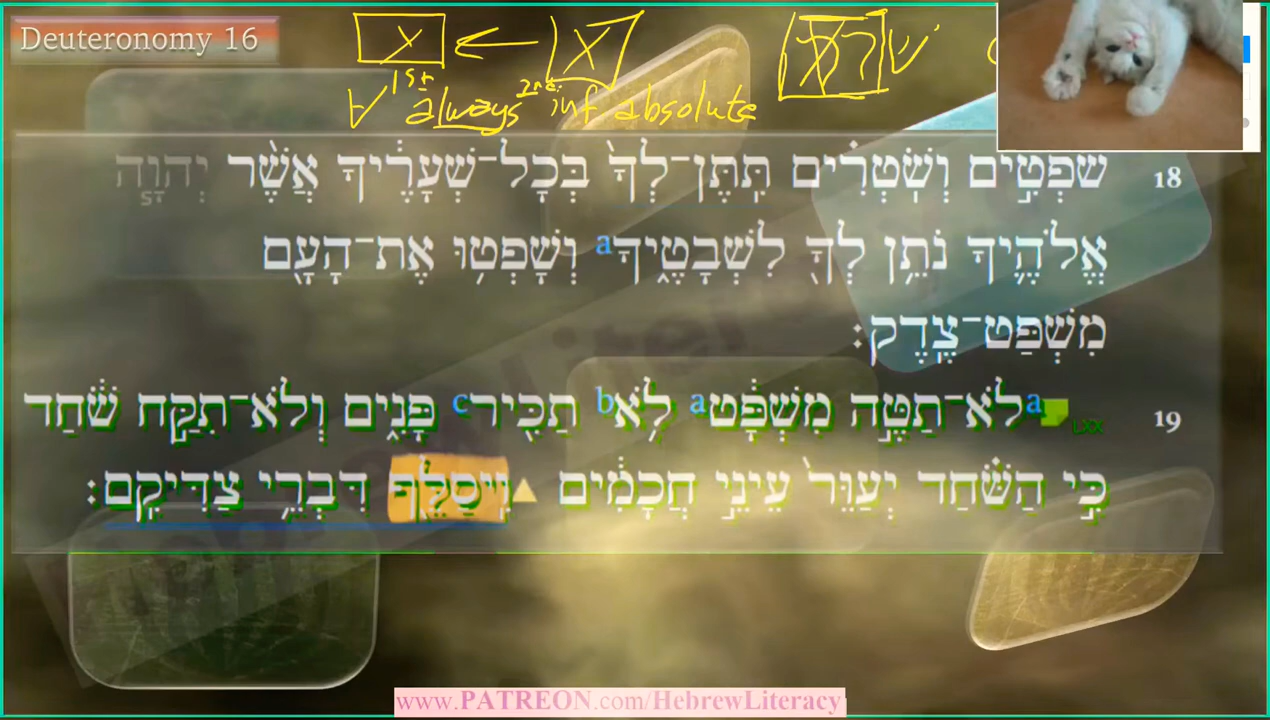 Deuteronomy 16
X ← X
1st 2nd
always inf absolute
18 שֹׁפְטִ֣ים וְשֹֽׁטְרִ֗ים תִּֽתֶּן־לְךָ֙ בְּכָל־שְׁעָרֶ֔יךָ אֲשֶׁ֨ר יְהוָ֧ה
אֱלֹהֶ֛יךָ נֹתֵ֥ן לְךָ֖ לִשְׁבָטֶ֑יךָ a וְשָׁפְט֥וּ אֶת־הָעָ֖ם
מִשְׁפַּט־צֶֽדֶק׃
19 LXX a לֹא־תַטֶּ֣ה מִשְׁפָּ֔ט a לֹ֥א b תַכִּ֖יר c פָּנִ֑ים וְלֹא־תִקַּ֣ח שֹׁ֔חַד
כִּ֣י הַשֹּׁ֗חַד יְעַוֵּר֙ עֵינֵ֣י חֲכָמִ֔ים וִֽיסַלֵּ֖ף דִּבְרֵ֥י צַדִּיקִֽם׃
www.PATREON.com/HebrewLiteracy